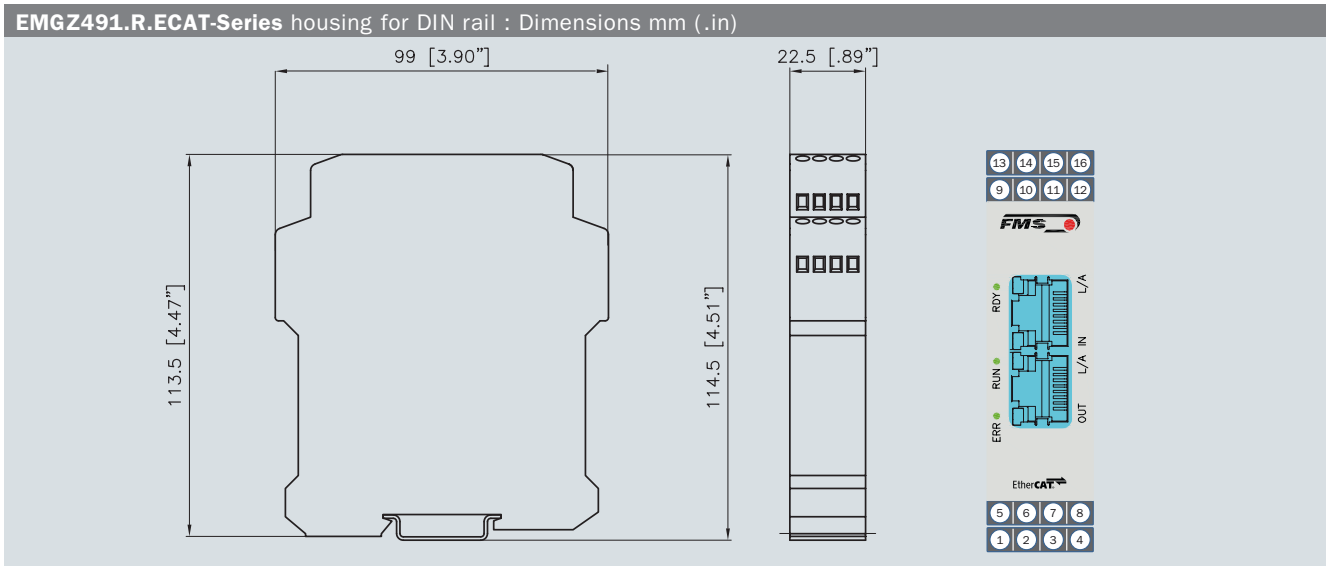 EMGZ491.R.ECAT-Series housing for DIN rail : Dimensions mm (.in)
99 [3.90”]
22.5 [.89”]
113.5 [4.47”]
114.5 [4.51”]
13 14 15 16
9 10 11 12
FMS
RDY
L/A
IN
RUN
L/A
ERR
OUT
EtherCAT
5 6 7 8
1 2 3 4